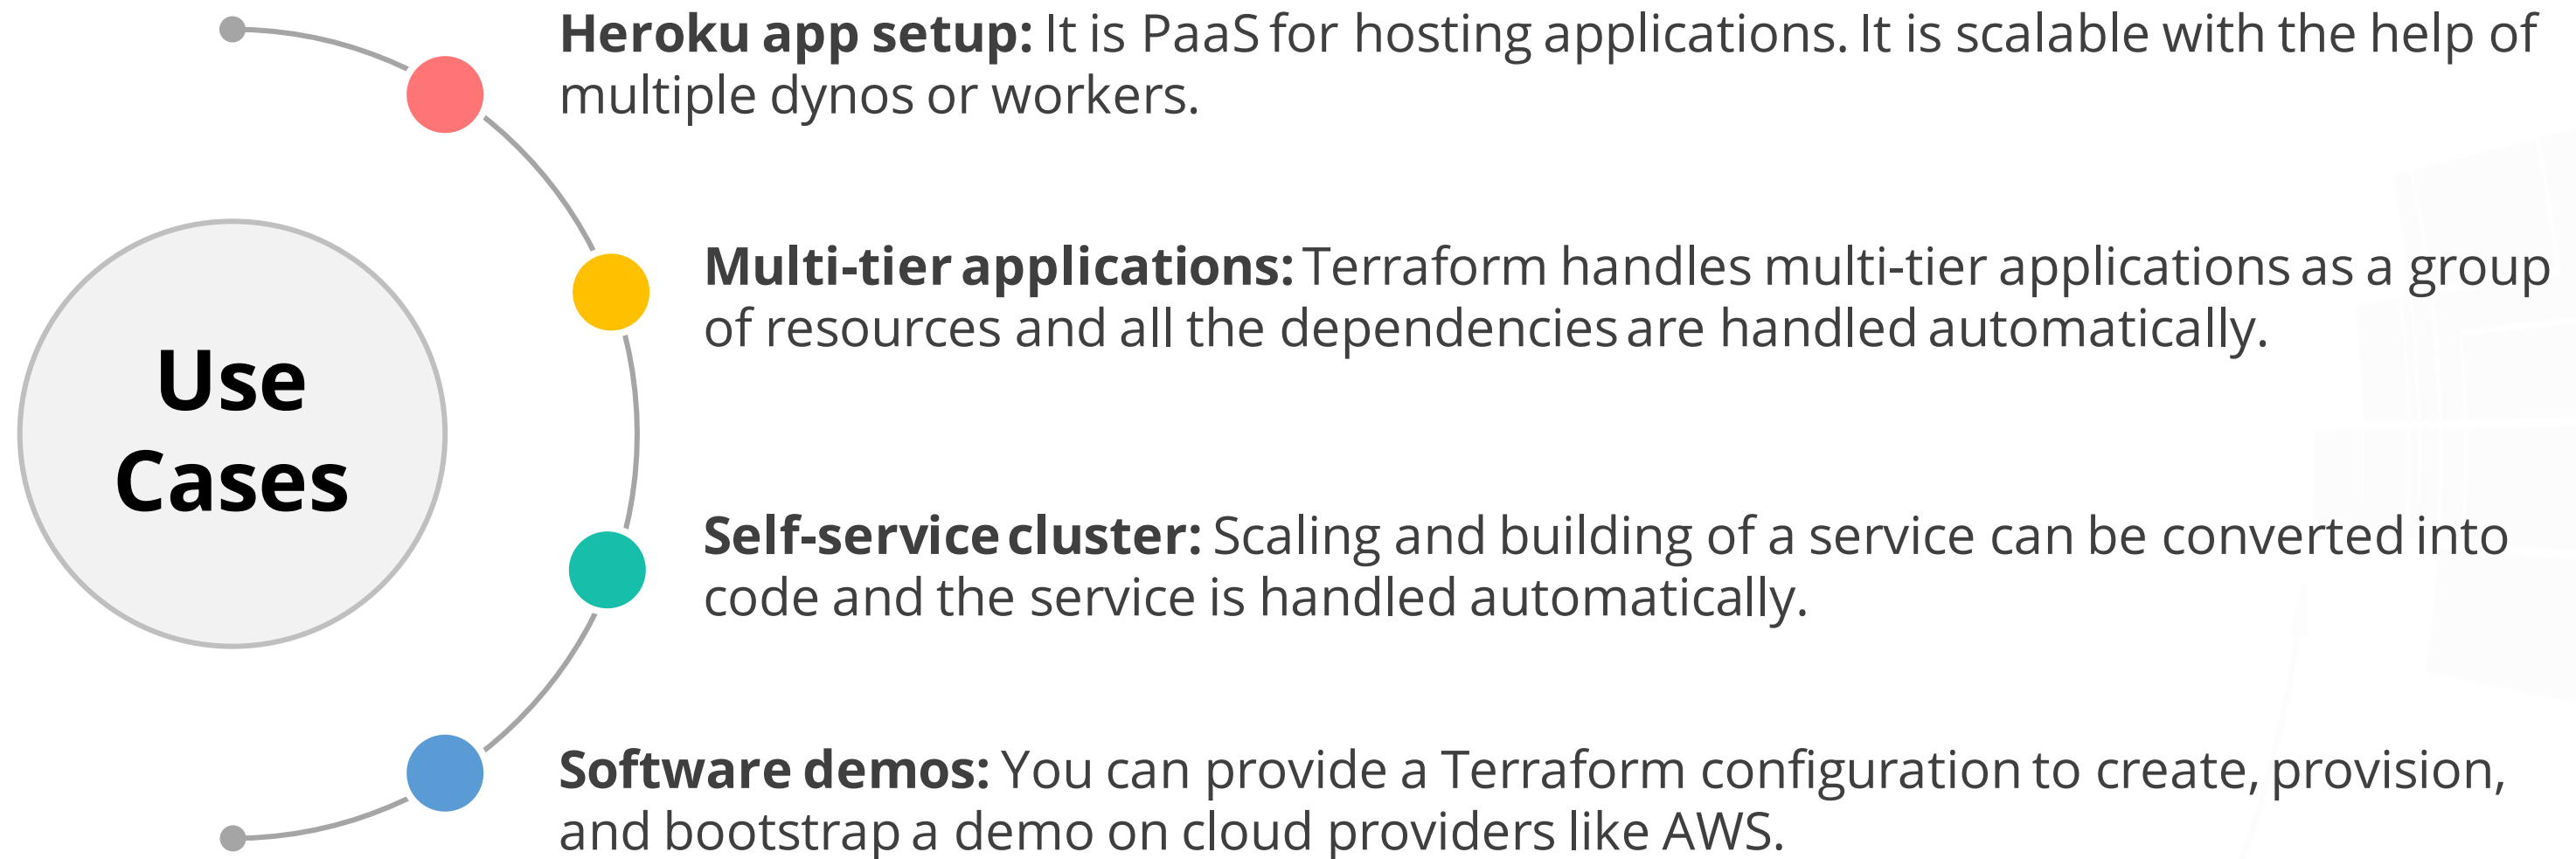 Use
Cases
Heroku app setup: It is PaaS for hosting applications. It is scalable with the help of
multiple dynos or workers.
Multi-tier applications: Terraform handles multi-tier applications as a group
of resources and all the dependencies are handled automatically.
Self-service cluster: Scaling and building of a service can be converted into
code and the service is handled automatically.
Software demos: You can provide a Terraform configuration to create, provision,
and bootstrap a demo on cloud providers like AWS.